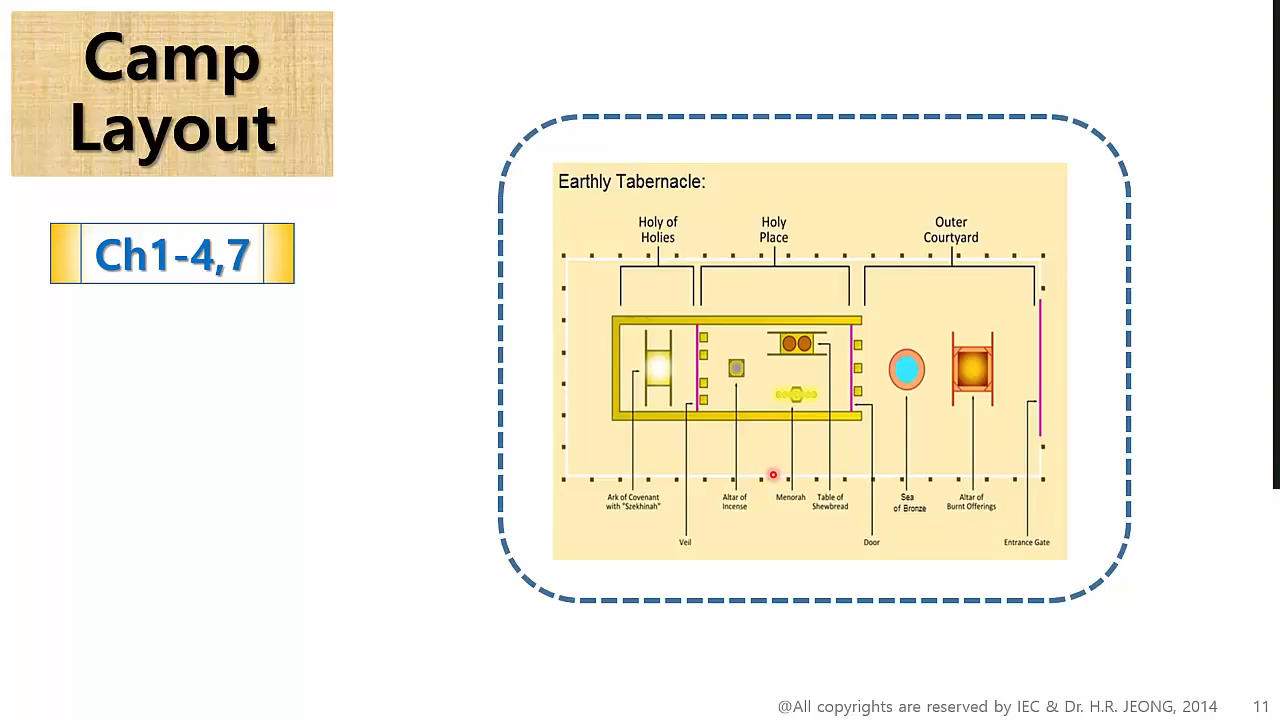 Camp
Layout
Ch1-4,7
Earthly Tabernacle:
Holy of
Holies
Holy
Place
Outer
Courtyard
Ark of Covenant
with "Szekhinah"
Altar of
Incense
Menorah
Table of
Shewbread
Sea
of Bronze
Altar of
Burnt Offerings
Veil
Door
Entrance Gate
@All copyrights are reserved by IEC & Dr. H.R. JEONG, 2014
11